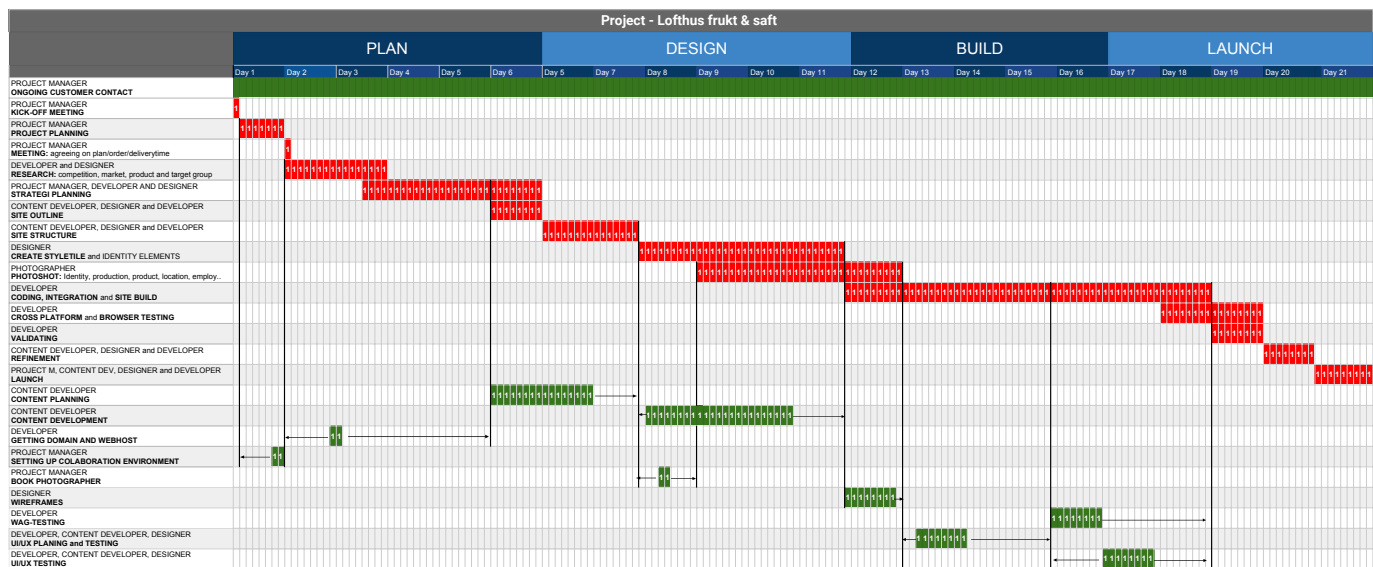 Project - Lofthus frukt & saft
PLAN DESIGN BUILD LAUNCH
Day 1 Day 2 Day 3 Day 4 Day 5 Day 6 Day 5 Day 7 Day 8 Day 9 Day 10 Day 11 Day 12 Day 13 Day 14 Day 15 Day 16 Day 17 Day 18 Day 19 Day 20 Day 21
PROJECT MANAGER
ONGOING CUSTOMER CONTACT
PROJECT MANAGER
KICK-OFF MEETING
PROJECT MANAGER
PROJECT PLANNING
PROJECT MANAGER
MEETING: agreeing on plan/order/deliverytime
DEVELOPER and DESIGNER
RESEARCH: competition, market, product and target group
PROJECT MANAGER, DEVELOPER AND DESIGNER
STRATEGI PLANNING
CONTENT DEVELOPER, DESIGNER and DEVELOPER
SITE OUTLINE
CONTENT DEVELOPER, DESIGNER and DEVELOPER
SITE STRUCTURE
DESIGNER
CREATE STYLETILE and IDENTITY ELEMENTS
PHOTOGRAPHER
PHOTOSHOT: Identity, production, product, location, employ..
DEVELOPER
CODING, INTEGRATION and SITE BUILD
DEVELOPER
CROSS PLATFORM and BROWSER TESTING
DEVELOPER
VALIDATING
CONTENT DEVELOPER, DESIGNER and DEVELOPER
REFINEMENT
PROJECT M, CONTENT DEV, DESIGNER and DEVELOPER
LAUNCH
CONTENT DEVELOPER
CONTENT PLANNING
CONTENT DEVELOPER
CONTENT DEVELOPMENT
DEVELOPER
GETTING DOMAIN AND WEBHOST
PROJECT MANAGER
SETTING UP COLABORATION ENVIRONMENT
PROJECT MANAGER
BOOK PHOTOGRAPHER
DESIGNER
WIREFRAMES
DEVELOPER
WAG-TESTING
DEVELOPER, CONTENT DEVELOPER, DESIGNER
UI/UX PLANING and TESTING
DEVELOPER, CONTENT DEVELOPER, DESIGNER
UI/UX TESTING